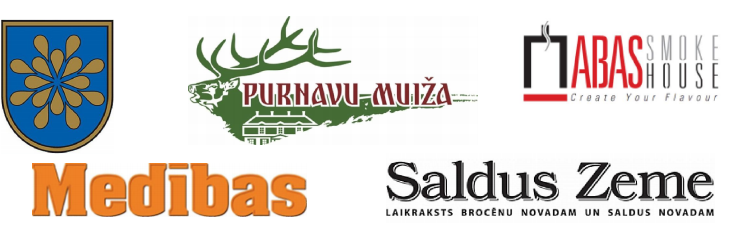 PURNAVU MUIŽA
ABAS SMOKE
HOUSE
Create Your Flavour
Medības
Saldus Zeme
LAIKRAKSTS BROCĒNU NOVADAM UN SALDUS NOVADAM